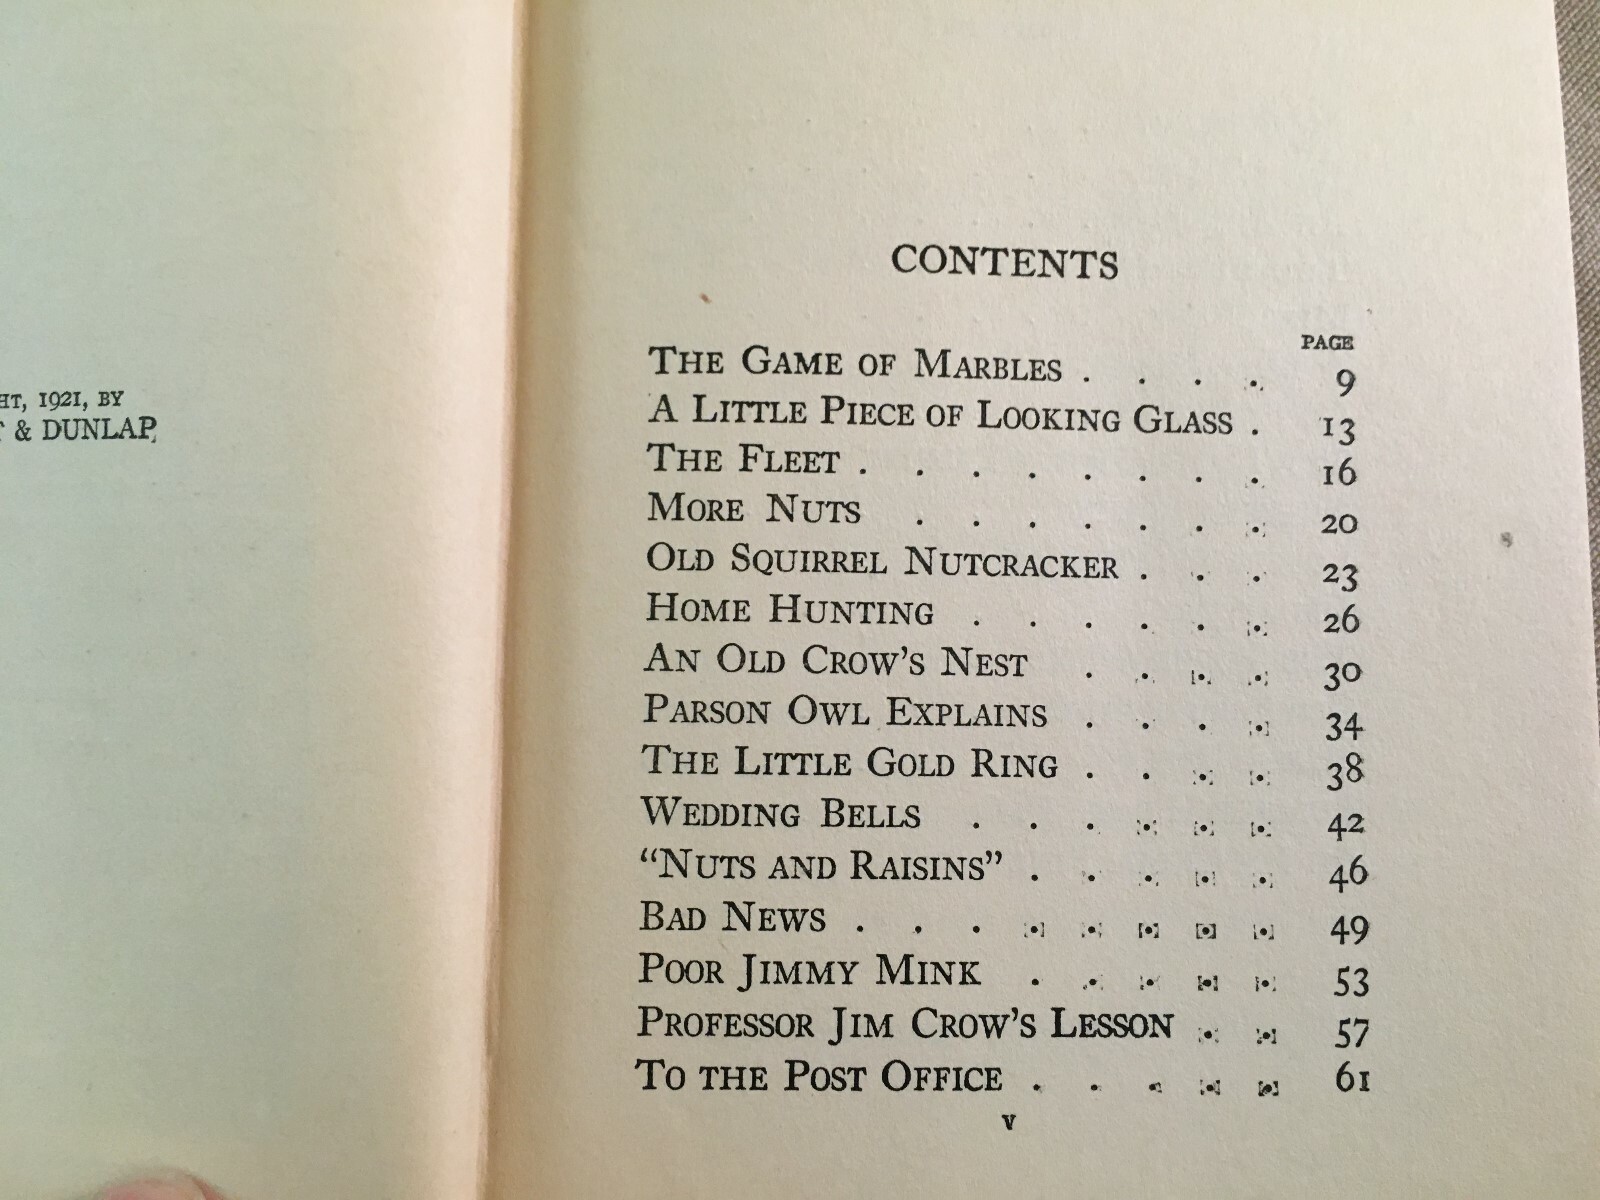 1921, BY
& DUNLAP
CONTENTS
PAGE
THE GAME OF MARBLES . . . . 9
A LITTLE PIECE OF LOOKING GLASS . 13
THE FLEET . . . . . . . . 16
MORE NUTS . . . . . . . 20
OLD SQUIRREL NUTCRACKER . . . 23
HOME HUNTING . . . . . . 26
AN OLD CROW'S NEST . . . . 30
PARSON OWL EXPLAINS . . . . 34
THE LITTLE GOLD RING . . . . 38
WEDDING BELLS . . . . . . 42
“NUTS AND RAISINS” . . . . . 46
BAD NEWS . . . . . . . . 49
POOR JIMMY MINK . . . . . 53
PROFESSOR JIM CROW'S LESSON . . 57
TO THE POST OFFICE . . . . . 61
v